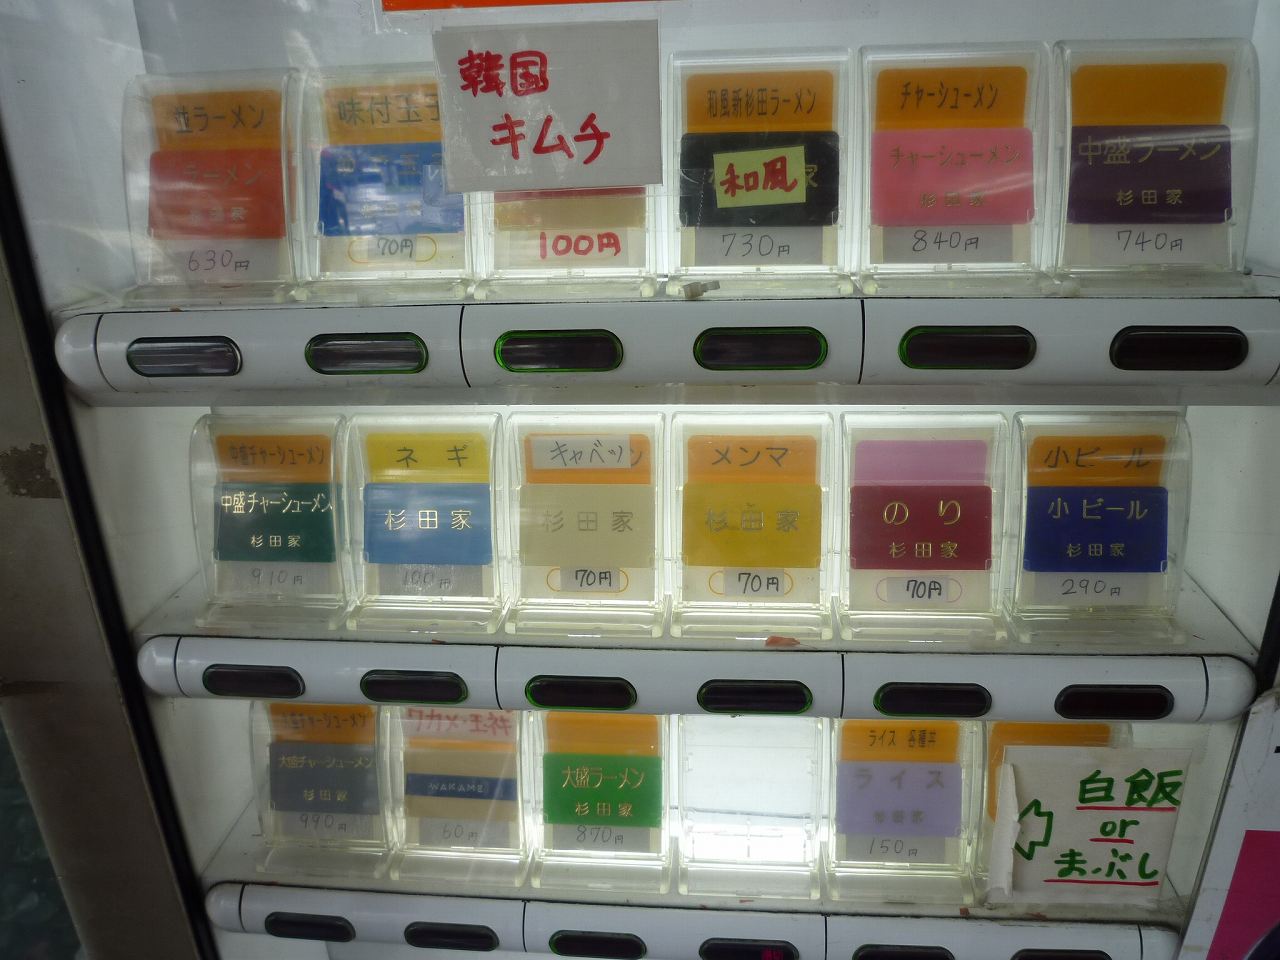 韓国
キムチ
100円
並ラーメン
ラーメン
杉田家
630円
味付玉子
70円
和風新杉田ラーメン
和風
730円
チャーシューメン
チャーシューメン
杉田家
840円
中盛ラーメン
杉田家
740円
中盛チャーシューメン
中盛チャーシューメン
杉田家
910円
ネギ
杉田家
100円
キャベツ
杉田家
70円
メンマ
杉田家
70円
のり
杉田家
70円
小ビール
小ビール
杉田家
290円
大盛チャーシューメン
大盛チャーシューメン
杉田家
990円
ワカメ・玉ネギ
WAKAME
60円
大盛ラーメン
杉田家
870円
ライス 各種丼
ライス
杉田家
150円
白飯
or
まぶし